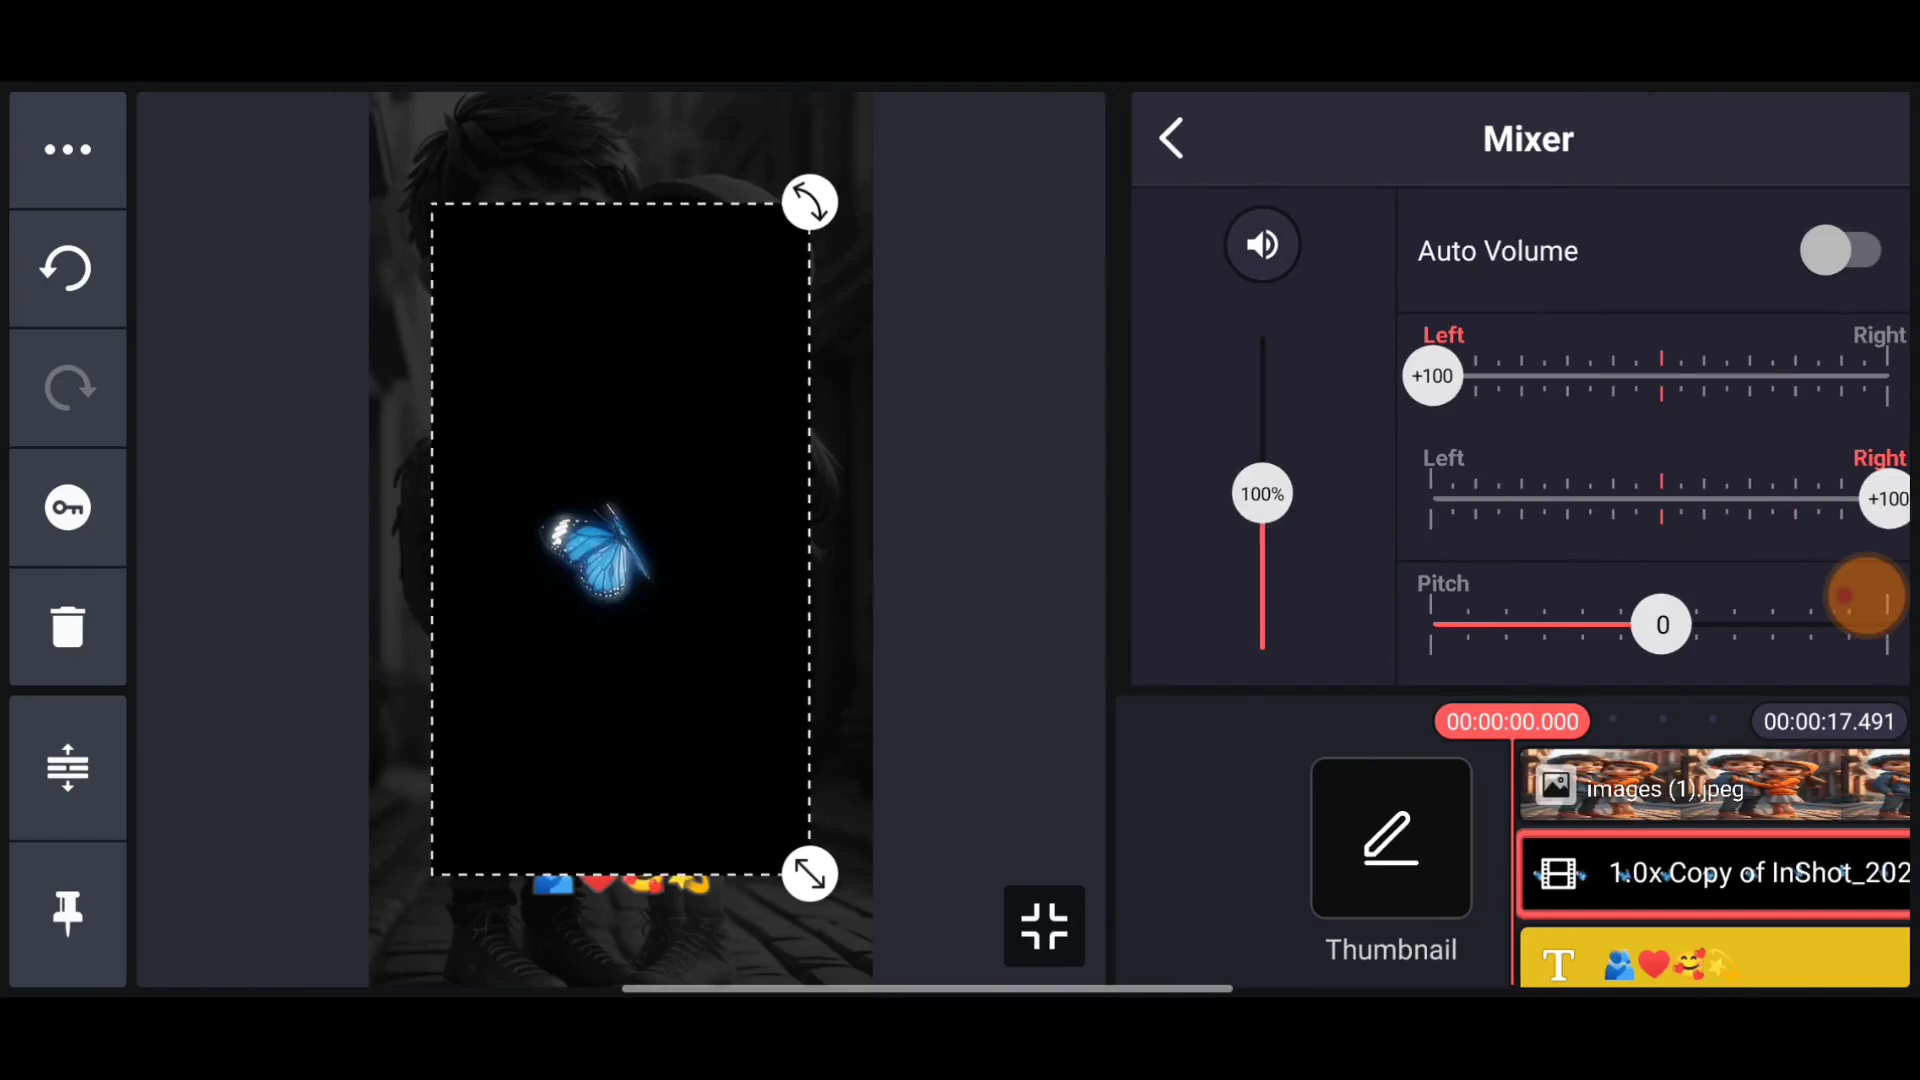 Mixer
Auto Volume
Left
Right
+100
Left
Right
+100
100%
Pitch
0
00:00:00.000
00:00:17.491
images (1).jpeg
1.0x Copy of InShot_202
Thumbnail
T 🫂❤️🥰💫